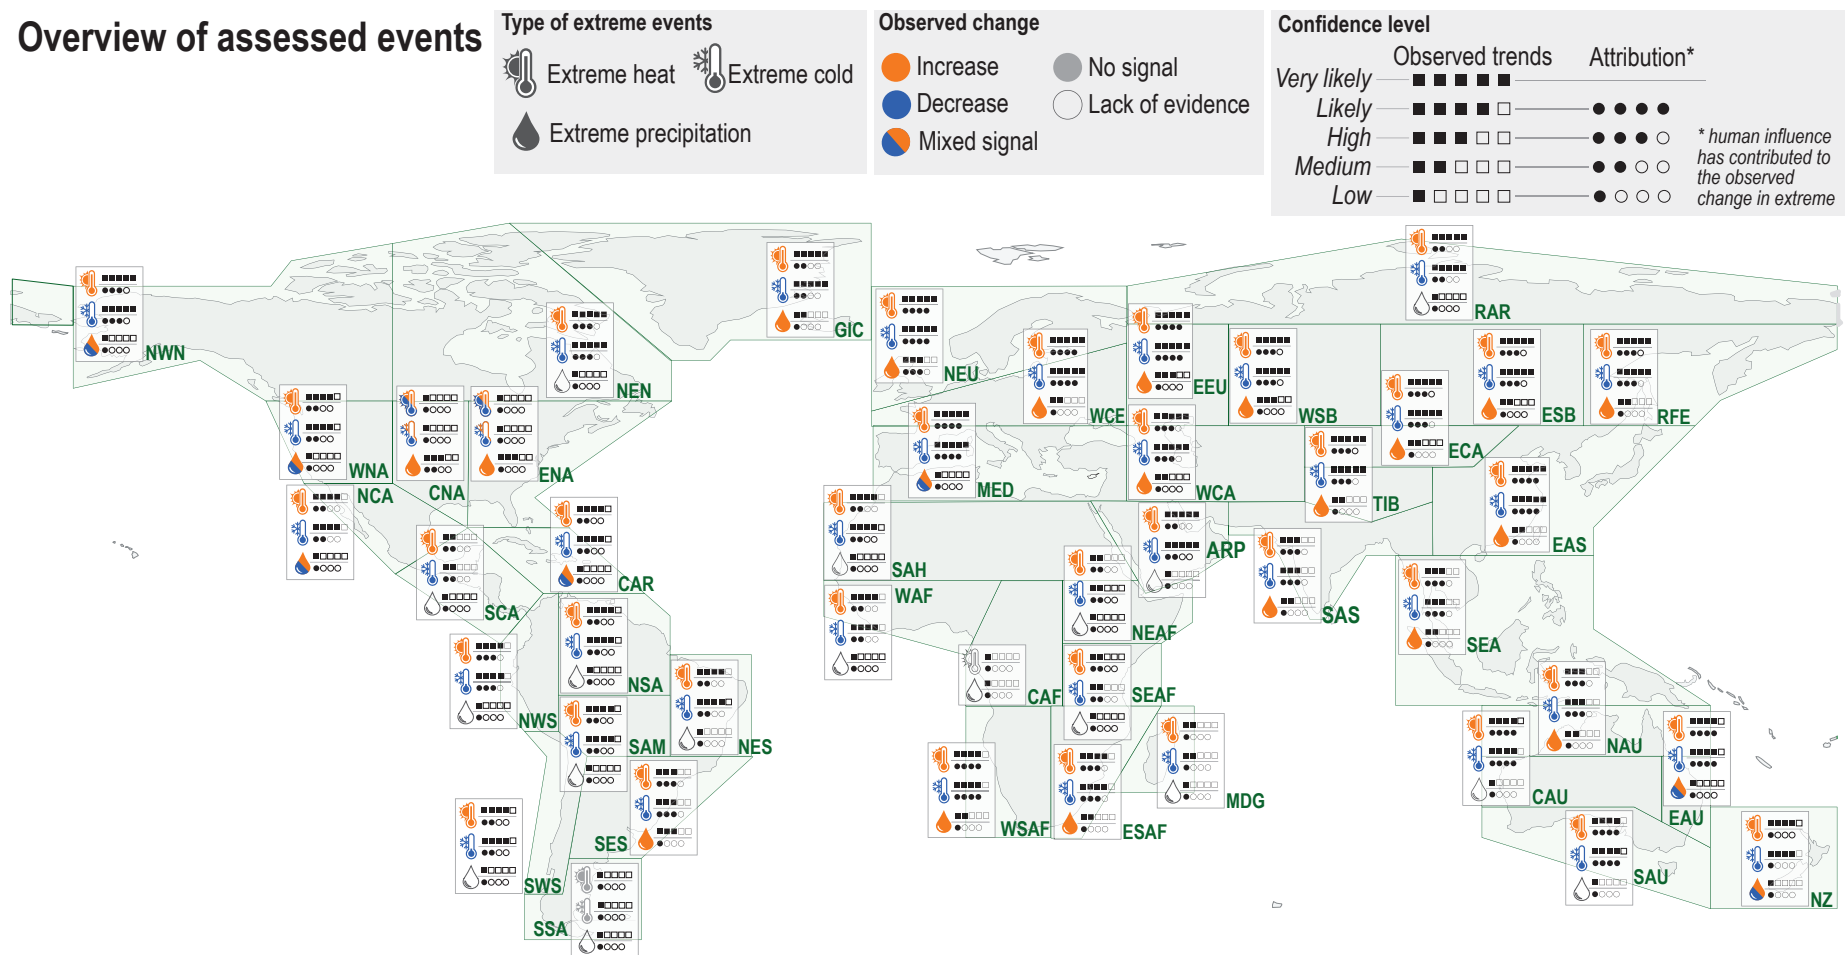 Overview of assessed events
Type of extreme events
Extreme heat
Extreme cold
Extreme precipitation
Observed change
Increase
No signal
Decrease
Lack of evidence
Mixed signal
Confidence level
Observed trends
Attribution*
Very likely
Likely
High
Medium
Low
* human influence
has contributed to
the observed
change in extreme
NWN
GIC
NEN
RAR
NEU
WCE
EEU
WSB
ECA
ESB
RFE
WNA
CNA
ENA
NCA
MED
WCA
TIB
EAS
SCA
CAR
SAH
ARP
SAS
WAF
NEAF
SEA
NWS
NSA
CAF
SEAF
SAM
NES
NAU
SES
WSAF
ESAF
MDG
CAU
EAU
SWS
SAU
NZ
SSA